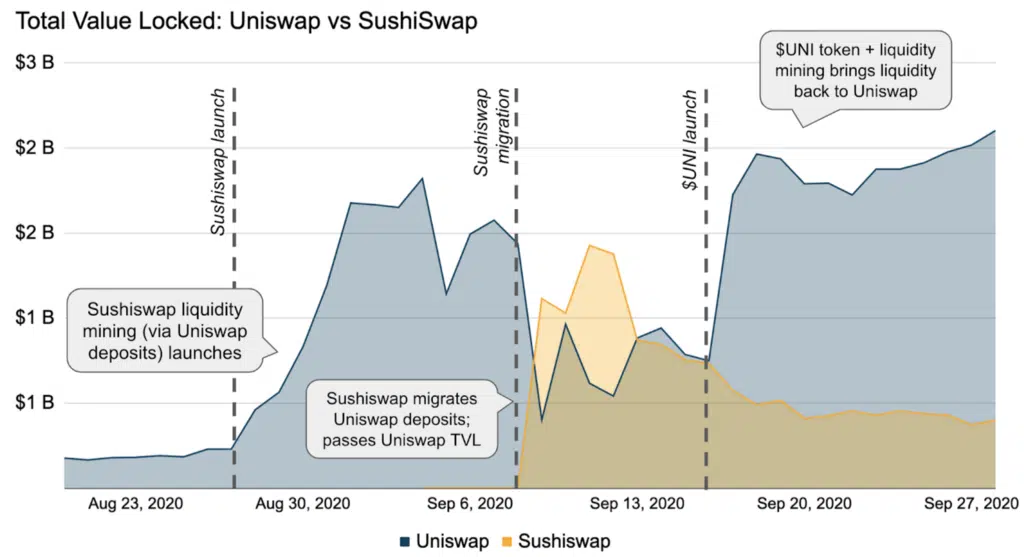 Total Value Locked: Uniswap vs SushiSwap
$3 B
$2 B
$2 B
$1 B
$1 B
Sushiswap launch
Sushiswap
migration
$UNI launch
$UNI token + liquidity
mining brings liquidity
back to Uniswap
Sushiswap liquidity
mining (via Uniswap
deposits) launches
Sushiswap migrates
Uniswap deposits;
passes Uniswap TVL
Aug 23, 2020
Aug 30, 2020
Sep 6, 2020
Sep 13, 2020
Sep 20, 2020
Sep 27, 2020
Uniswap
Sushiswap